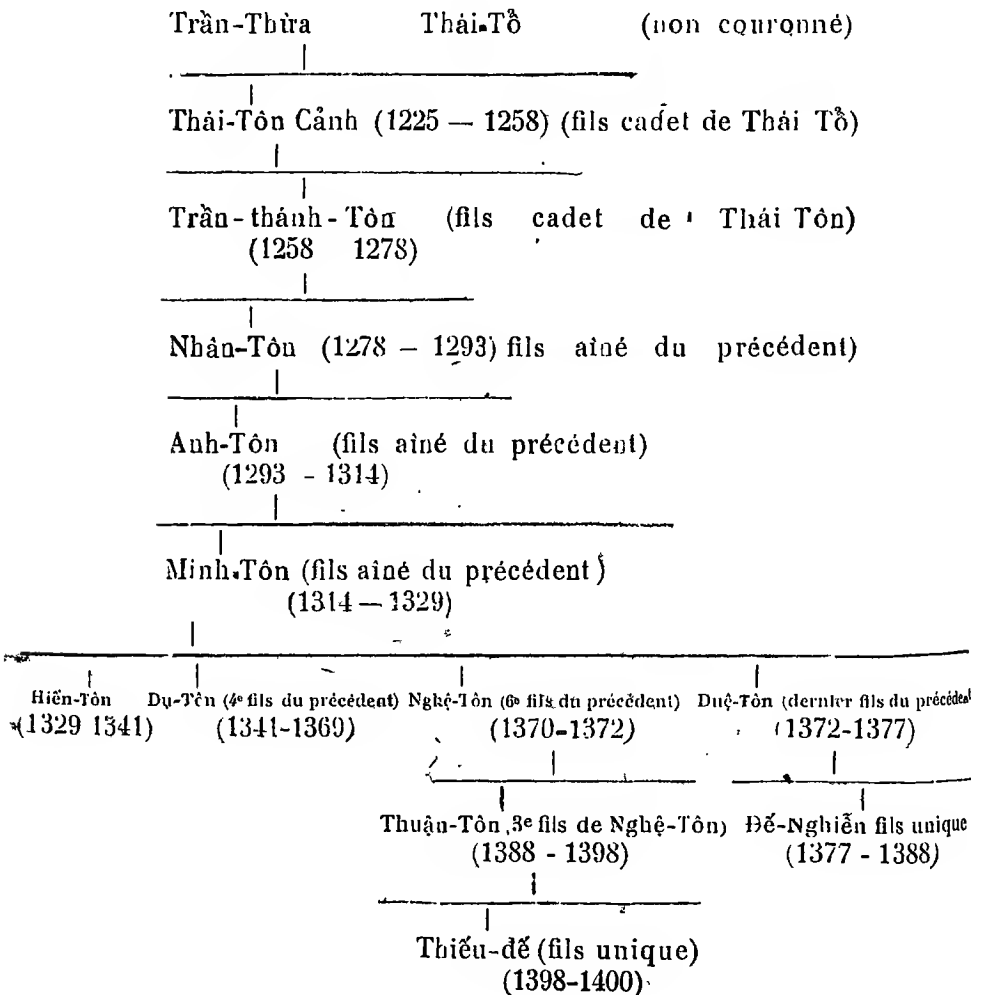 Trần-Thừa Thái-Tổ (non couronné)
Thái-Tôn Cảnh (1225 — 1258) (fils cadet de Thái Tổ)
Trần-thánh-Tôn (fils cadet de Thái Tôn)
(1258 1278)
Nhân-Tôn (1278 — 1293) fils aîné du précédent)
Anh-Tôn (fils aîné du précédent)
(1293 - 1314)
Minh-Tôn (fils aîné du précédent)
(1314 — 1329)
Hiến-Tôn Dụ-Tôn (4e fils du précédent) Nghệ-Tôn (6e fils du précédent) Duệ-Tôn (dernier fils du précédent
(1329 1341) (1341-1369) (1370-1372) (1372-1377)
Thuận-Tôn, 3e fils de Nghệ-Tôn) Đế-Nghiễn fils unique
(1388 - 1398) (1377 - 1388)
Thiếu-đế (fils unique)
(1398-1400)